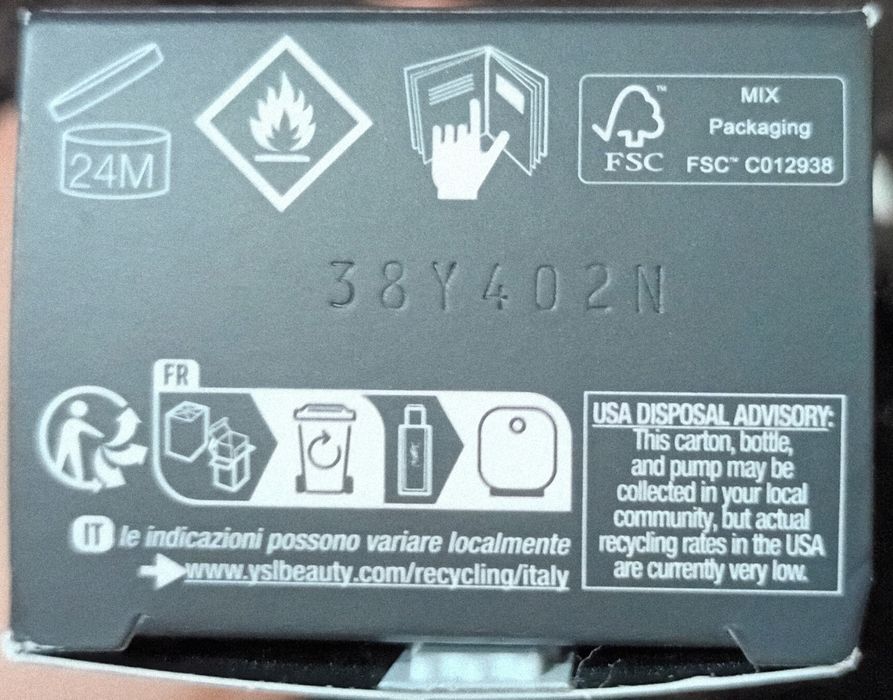 24M
MIX
Packaging
FSC™ C012938
FSC
38Y402N
FR
USA DISPOSAL ADVISORY:
This carton, bottle,
and pump may be
collected in your local
community, but actual
recycling rates in the USA
are currently very low.
IT le indicazioni possono variare localmente
www.yslbeauty.com/recycling/italy